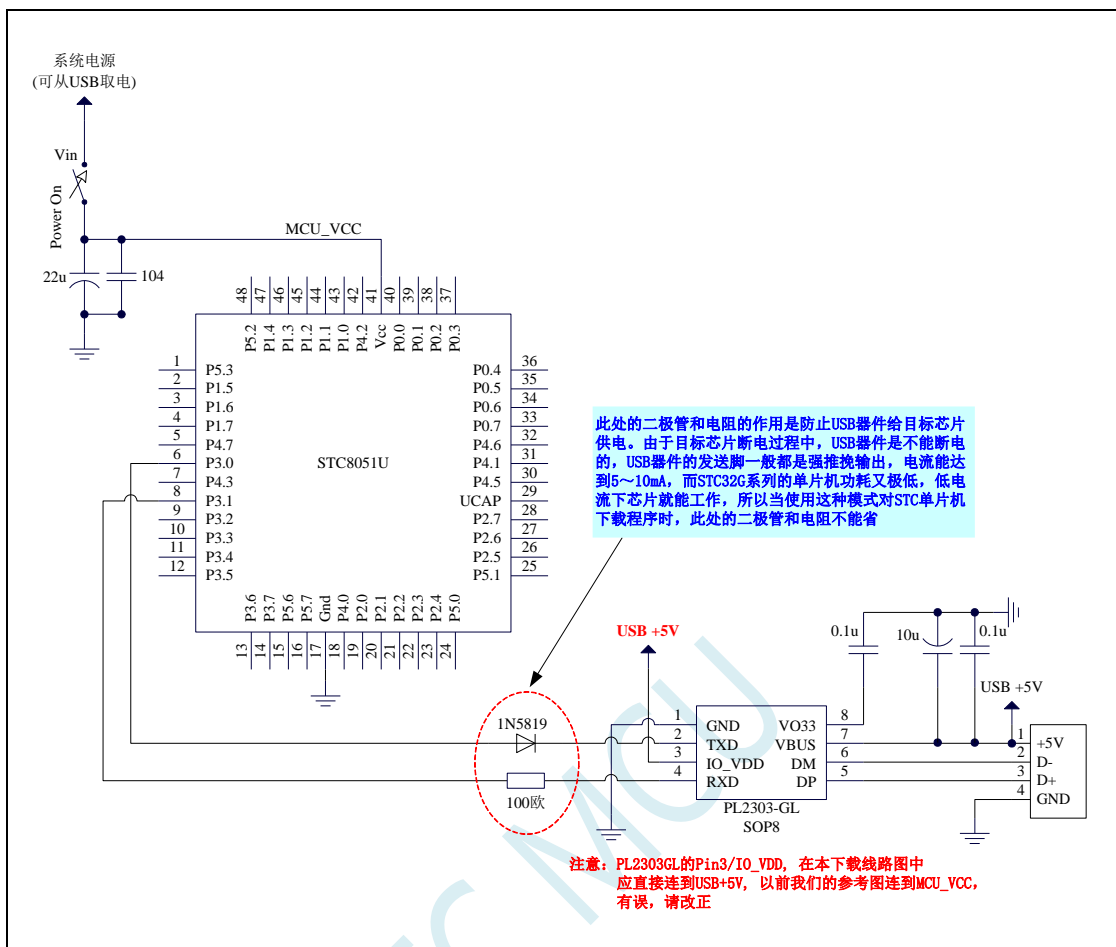 系统电源
(可从USB取电)
Vin
Power On
MCU_VCC
22u
104
48 47 46 45 44 43 42 41 40 39 38 37
P5.2 P1.4 P1.3 P1.2 P1.1 P1.0 P4.2 Vcc P0.0 P0.1 P0.2 P0.3
1 P5.3
2 P1.5
3 P1.6
4 P1.7
5 P4.7
6 P3.0
7 P4.3
8 P3.1
9 P3.2
10 P3.3
11 P3.4
12 P3.5
STC8051U
P0.4 36
P0.5 35
P0.6 34
P0.7 33
P4.6 32
P4.1 31
P4.5 30
UCAP 29
P2.7 28
P2.6 27
P2.5 26
P5.1 25
P3.6 P3.7 P5.6 P5.7 Gnd P4.0 P2.0 P2.1 P2.2 P2.3 P2.4 P5.0
13 14 15 16 17 18 19 20 21 22 23 24
此处的二极管和电阻的作用是防止USB器件给目标芯片
供电。由于目标芯片断电过程中，USB器件是不能断电
的，USB器件的发送脚一般都是强推挽输出，电流能达
到5～10mA，而STC32G系列的单片机功耗又极低，低电
流下芯片就能工作，所以当使用这种模式对STC单片机
下载程序时，此处的二极管和电阻不能省
USB +5V
0.1u
10u
0.1u
USB +5V
1N5819
100欧
1 GND
2 TXD
3 IO_VDD
4 RXD
VO33 8
VBUS 7
DM 6
DP 5
PL2303-GL
SOP8
1 +5V
2 D-
3 D+
4 GND
注意：PL2303GL的Pin3/IO_VDD, 在本下载线路图中
应直接连到USB+5V, 以前我们的参考图连到MCU_VCC,
有误，请改正
STC MCU